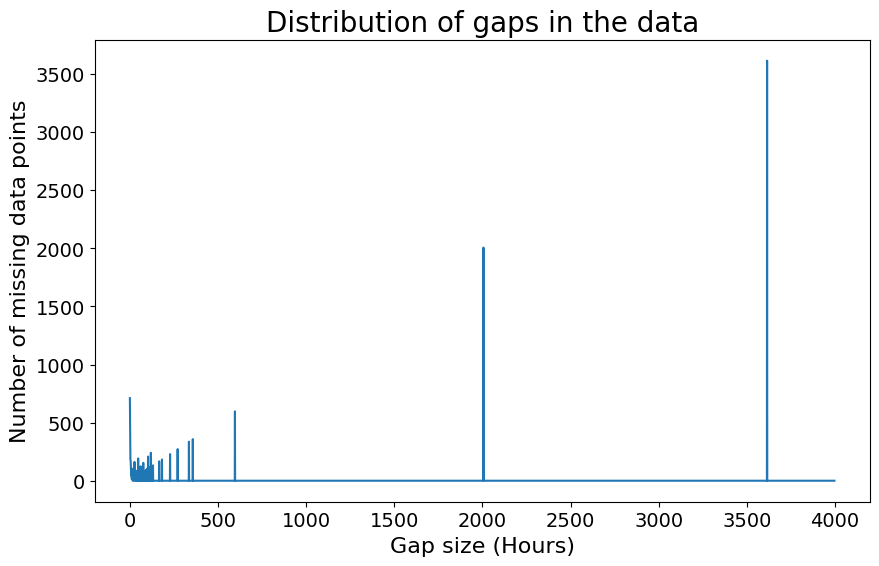 Distribution of gaps in the data
Number of missing data points
3500
3000
2500
2000
1500
1000
500
0
0 500 1000 1500 2000 2500 3000 3500 4000
Gap size (Hours)